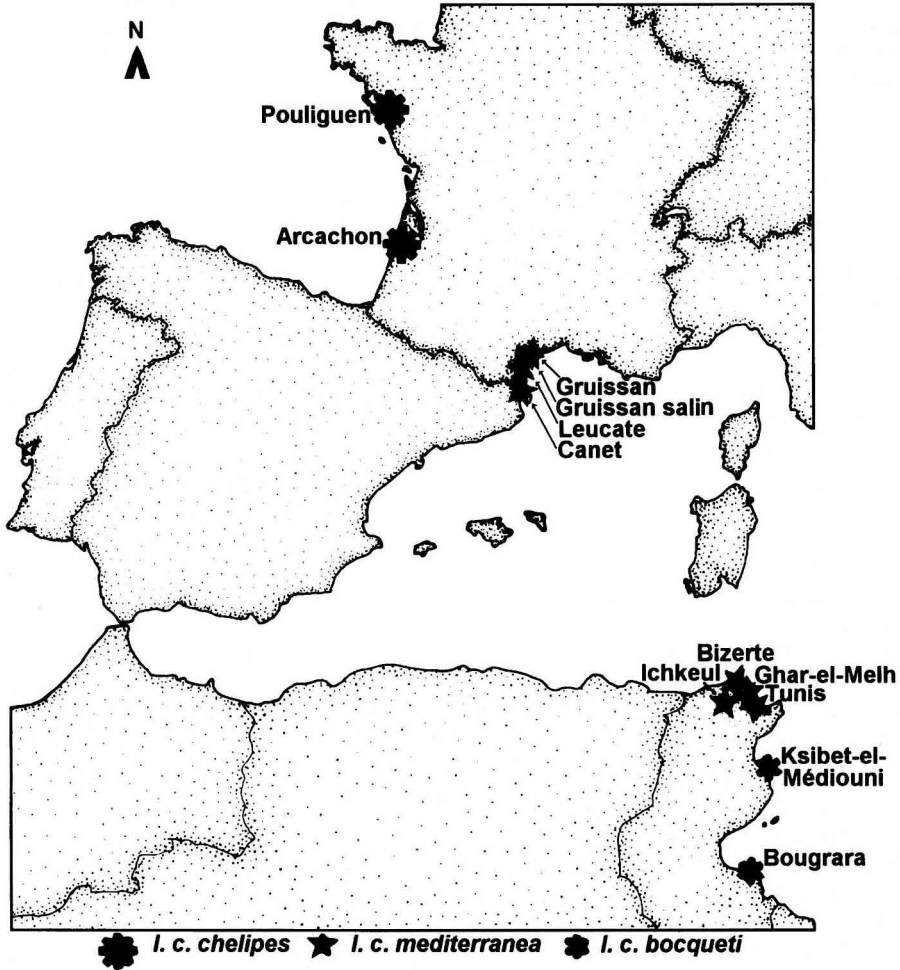 N
Pouliguen
Arcachon
Gruissan
Gruissan salin
Leucate
Canet
Bizerte
Ichkeul
Ghar-el-Melh
Tunis
Ksibet-el-
Médiouni
Bougrara
I. c. chelipes I. c. mediterranea I. c. bocqueti